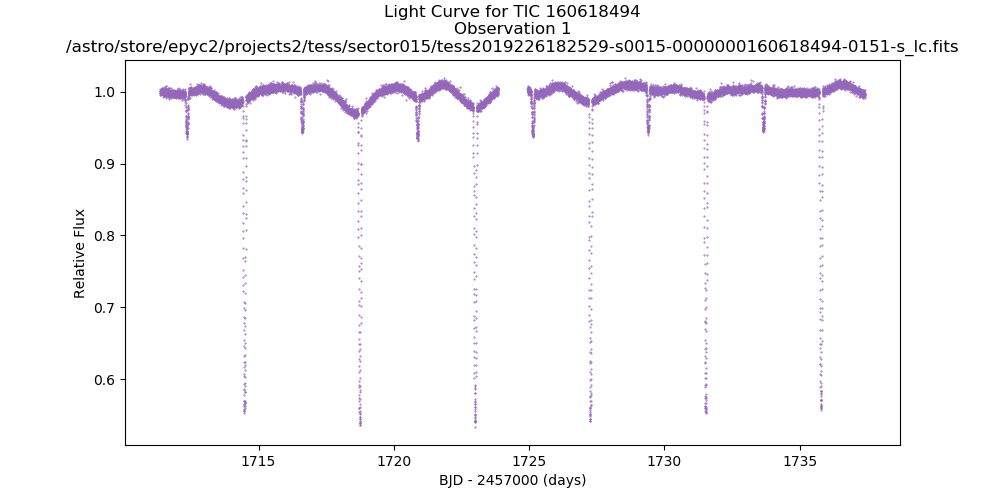 Light Curve for TIC 160618494
Observation 1
/astro/store/epyc2/projects2/tess/sector015/tess2019226182529-s0015-0000000160618494-0151-s_lc.fits
Relative Flux
1.0
0.9
0.8
0.7
0.6
1715
1720
1725
1730
1735
BJD - 2457000 (days)